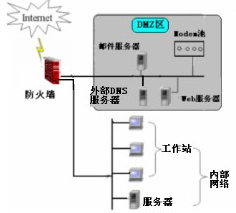 Internet
DMZ区
Modem池
邮件服务器
防火墙
外部DNS
服务器
Web服务器
工作站
内部
网络
服务器